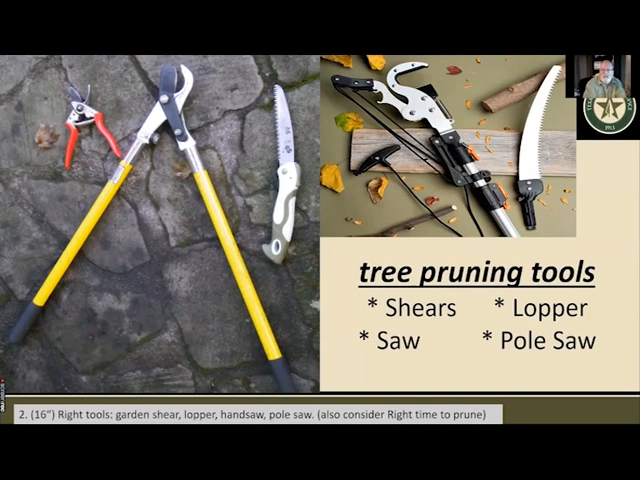 tree pruning tools
* Shears * Lopper
* Saw * Pole Saw
2. (16”) Right tools: garden shear, lopper, handsaw, pole saw. (also consider Right time to prune)
1913